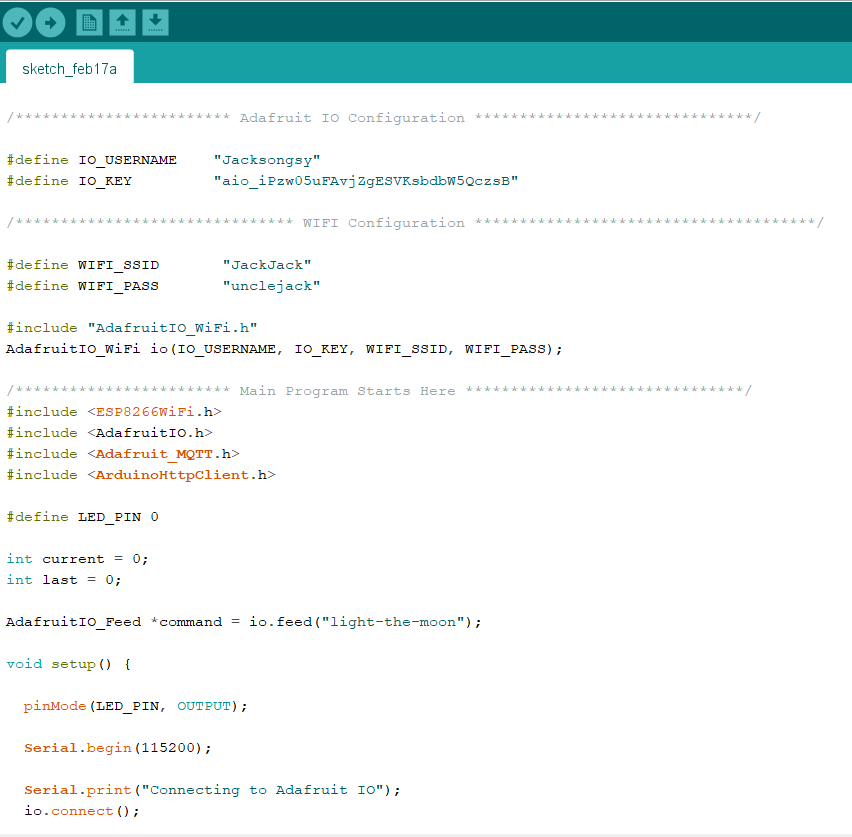 sketch_feb17a
/************************ Adafruit IO Configuration *******************************/
#define IO_USERNAME    "Jacksongsy"
#define IO_KEY         "aio_iPzw05uFAvjZgESVKsbdbW5QczsB"
/******************************* WIFI Configuration **************************************/
#define WIFI_SSID       "JackJack"
#define WIFI_PASS       "unclejack"
#include "AdafruitIO_WiFi.h"
AdafruitIO_WiFi io(IO_USERNAME, IO_KEY, WIFI_SSID, WIFI_PASS);
/************************ Main Program Starts Here *******************************/
#include <ESP8266WiFi.h>
#include <AdafruitIO.h>
#include <Adafruit_MQTT.h>
#include <ArduinoHttpClient.h>
#define LED_PIN 0
int current = 0;
int last = 0;
AdafruitIO_Feed *command = io.feed("light-the-moon");
void setup() {
  pinMode(LED_PIN, OUTPUT);
  Serial.begin(115200);
  Serial.print("Connecting to Adafruit IO");
  io.connect();